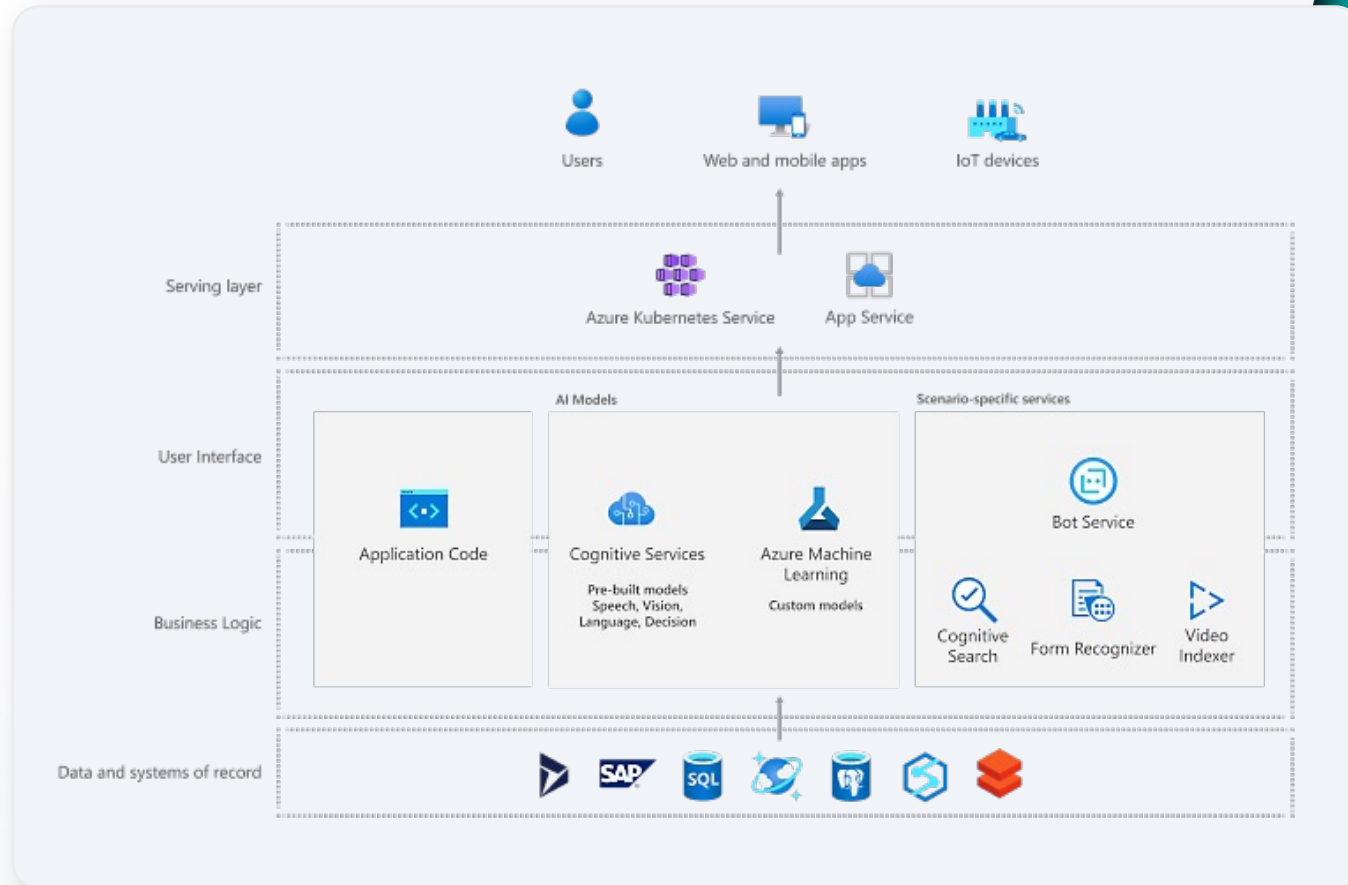 Users
Web and mobile apps
IoT devices
Serving layer
Azure Kubernetes Service
App Service
AI Models
Scenario-specific services
User Interface
Bot Service
Application Code
Cognitive Services
Pre-built models
Speech, Vision,
Language, Decision
Azure Machine
Learning
Custom models
Business Logic
Cognitive
Search
Form Recognizer
Video
Indexer
Data and systems of record
SAP
SQL